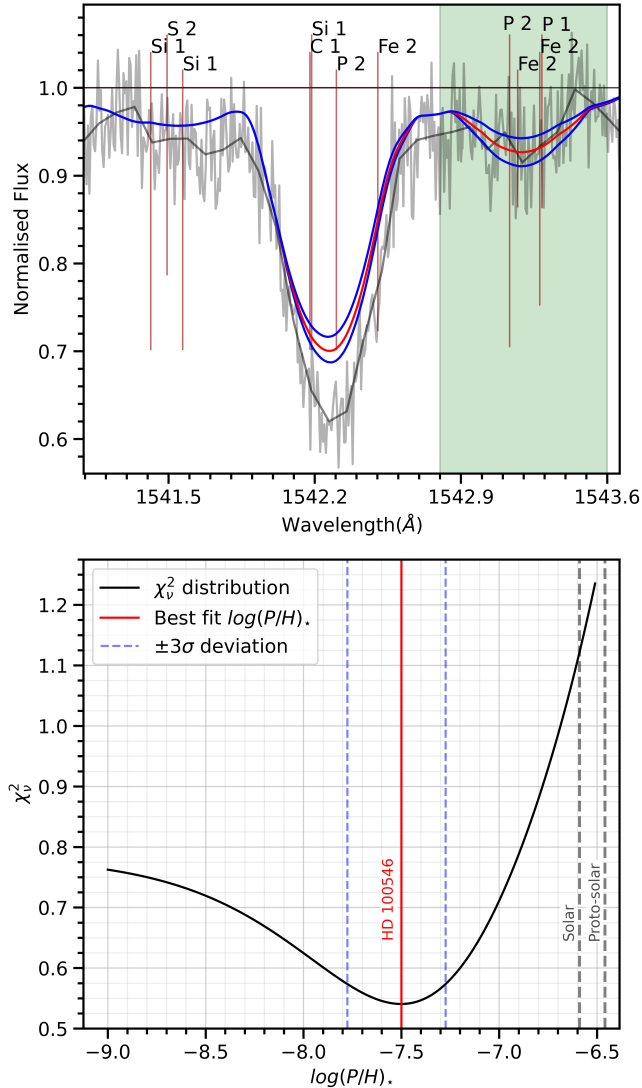 S 2
Si 1
Si 1
Si 1
C 1
P 2
Fe 2
P 2
P 1
Fe 2
Fe 2
1.0
0.9
0.8
0.7
0.6
Normalised Flux
1541.5
1542.2
1542.9
1543.6
Wavelength(Å)
χ²ᵥ distribution
Best fit log(P/H)⋆
±3σ deviation
1.2
1.1
1.0
0.9
0.8
0.7
0.6
0.5
χ²ᵥ
HD 100546
Solar
Proto-solar
−9.0
−8.5
−8.0
−7.5
−7.0
−6.5
log(P/H)⋆